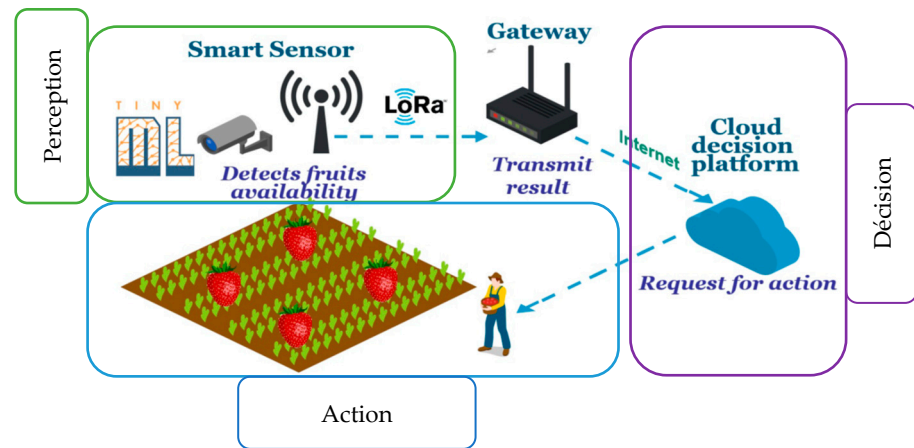 Perception
Smart Sensor
TINY
ML
LoRa
Detects fruits
availability
Gateway
Transmit
result
Internet
Cloud
decision
platform
Request for action
Décision
Action